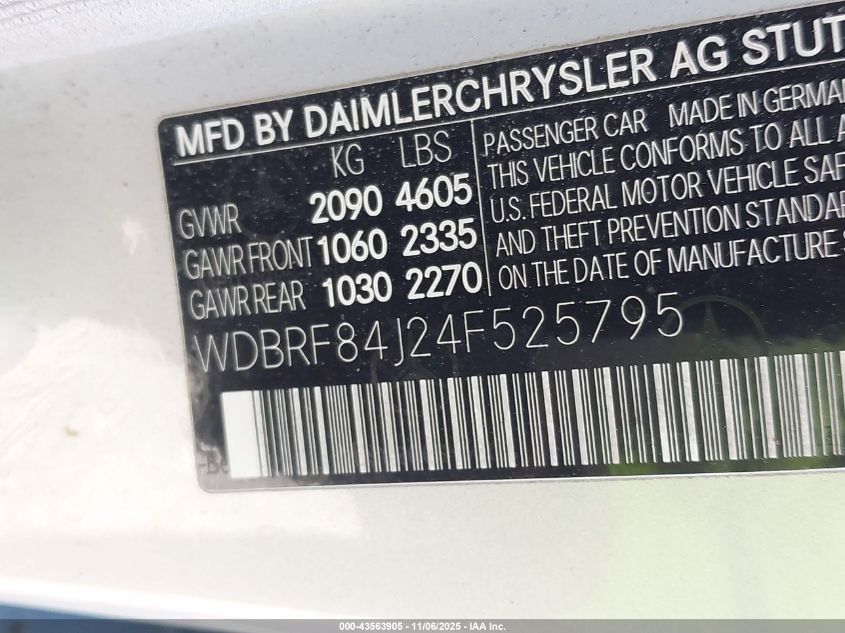 MFD BY DAIMLERCHRYSLER AG STUT
KG LBS
GVWR 2090 4605
GAWR FRONT 1060 2335
GAWR REAR 1030 2270
PASSENGER CAR MADE IN GERMAN
THIS VEHICLE CONFORMS TO ALL A
U.S. FEDERAL MOTOR VEHICLE SAF
AND THEFT PREVENTION STANDAR
ON THE DATE OF MANUFACTURE S
WDBRF84J24F525795
000-43563905 - 11/06/2025 - IAA Inc.